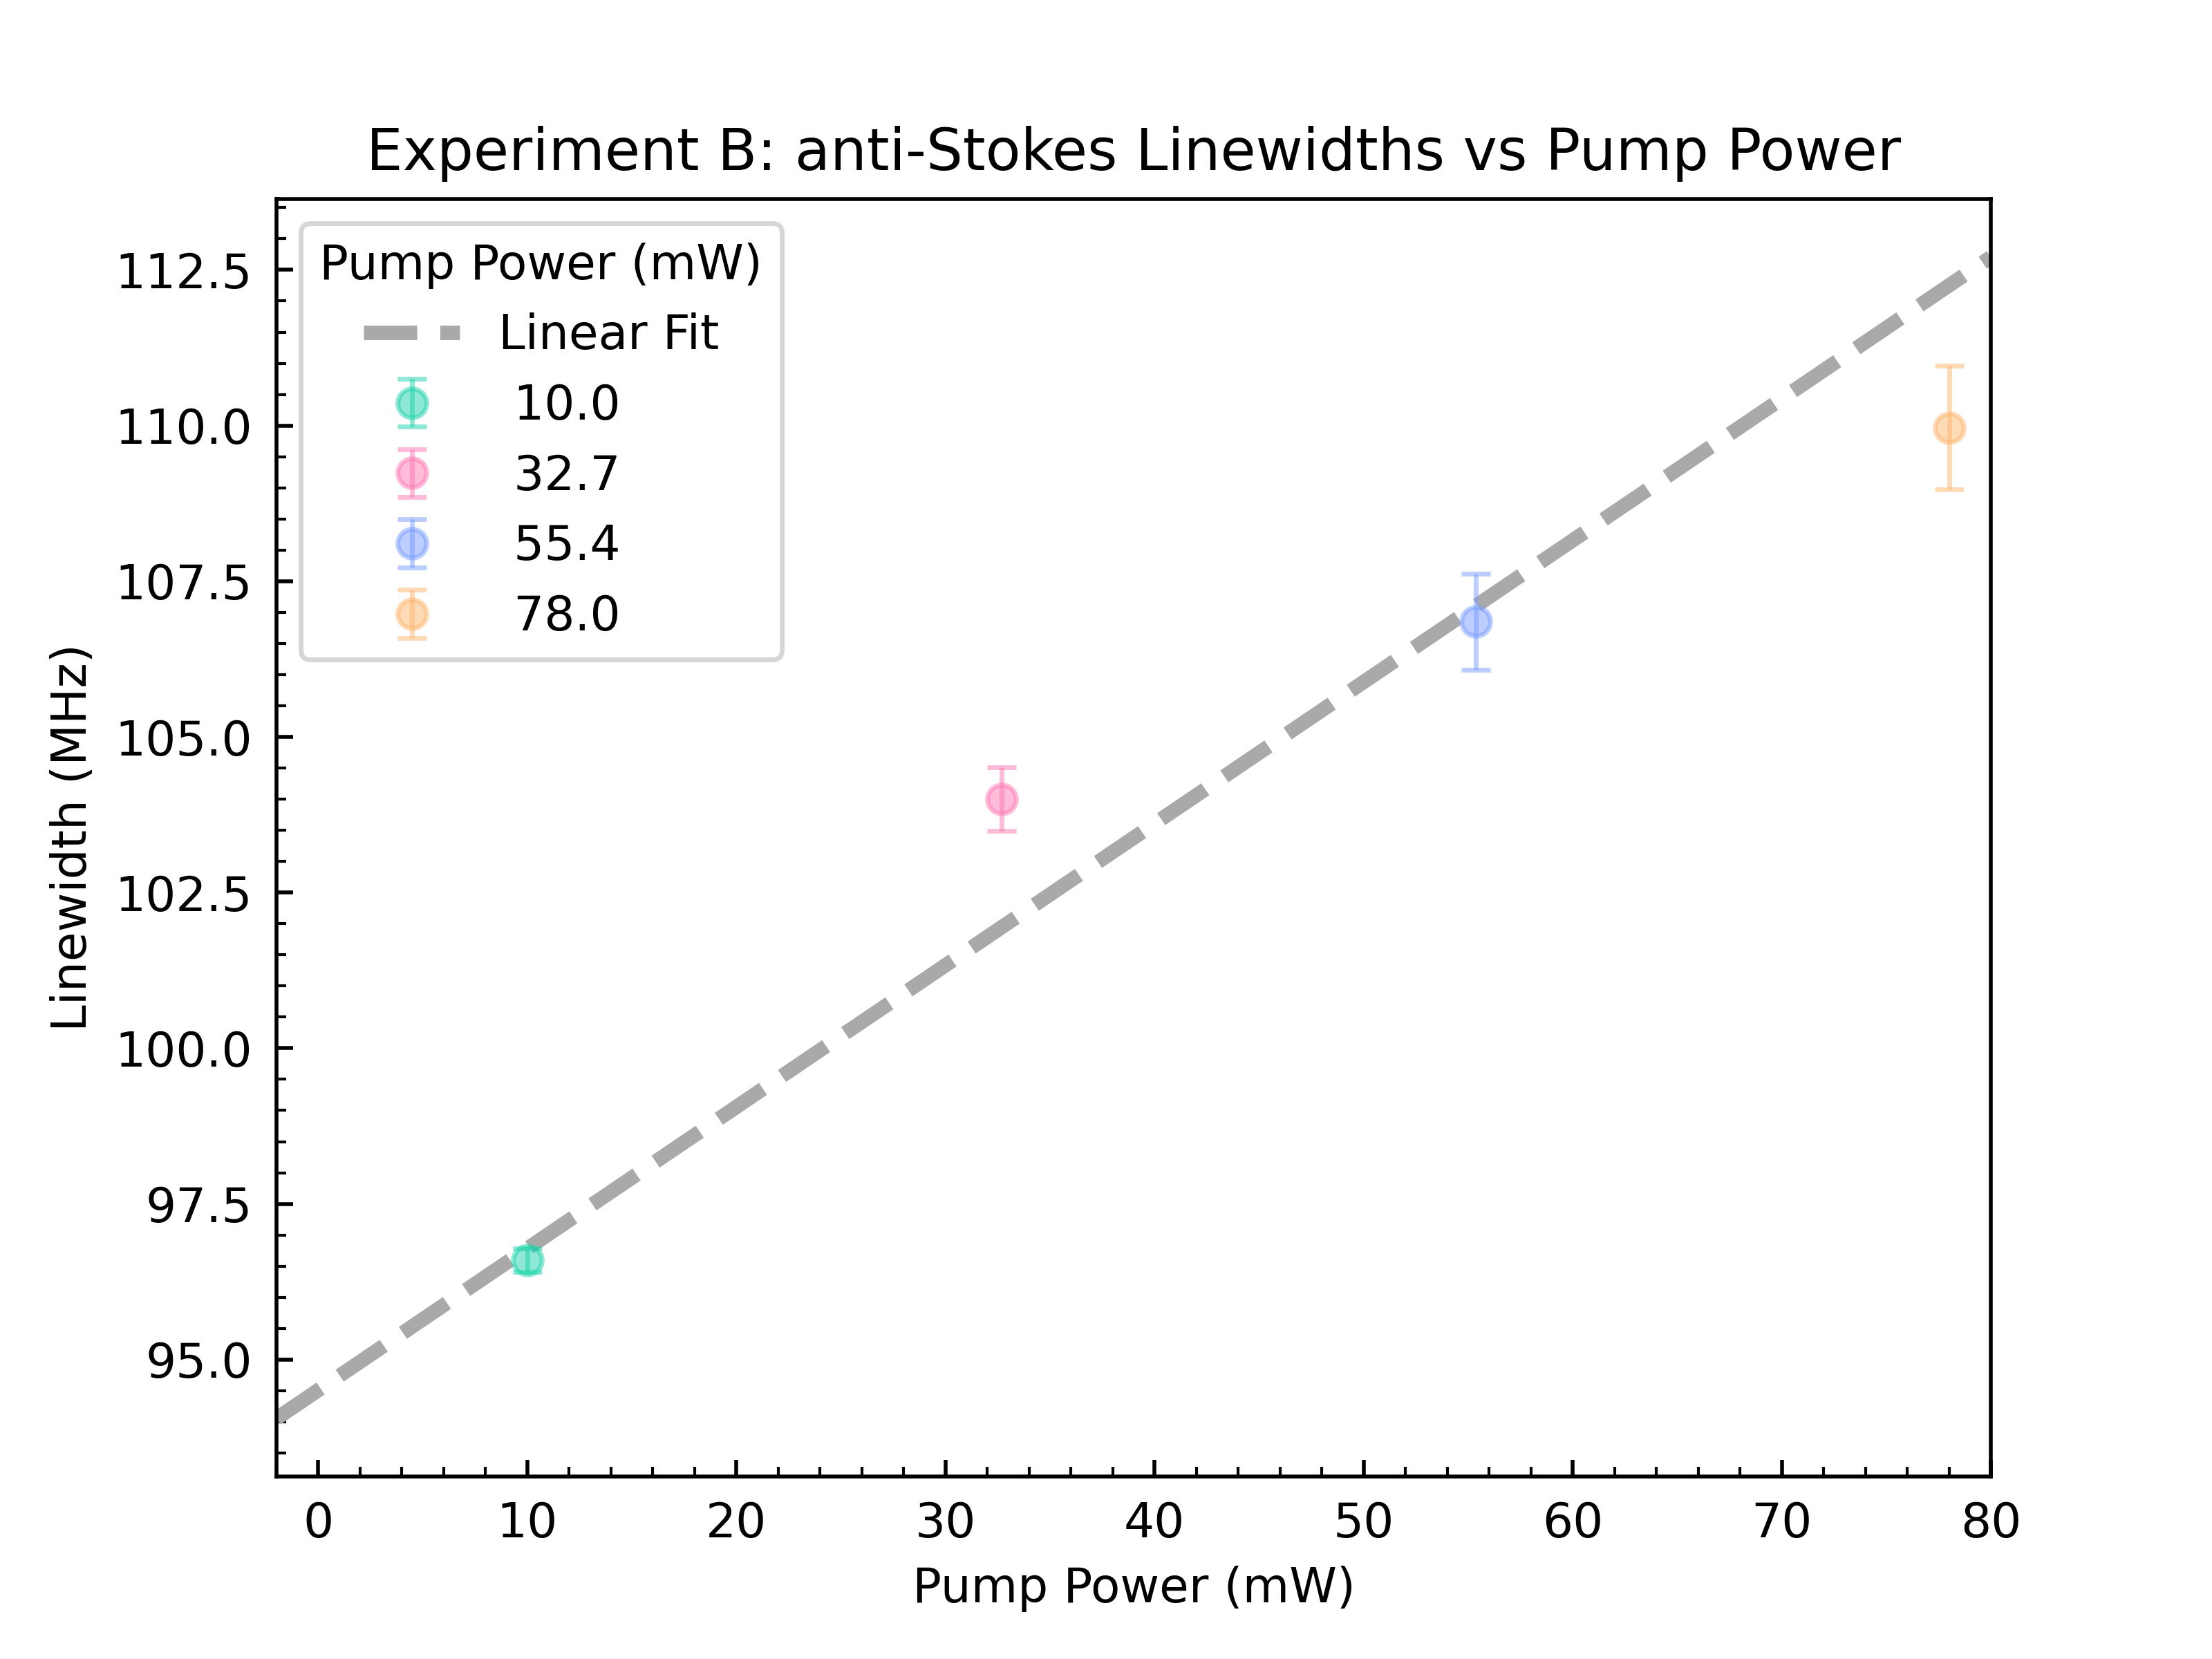 Experiment B: anti-Stokes Linewidths vs Pump Power
Pump Power (mW)
Linear Fit
10.0
32.7
55.4
78.0
Linewidth (MHz)
112.5
110.0
107.5
105.0
102.5
100.0
97.5
95.0
0 10 20 30 40 50 60 70 80
Pump Power (mW)